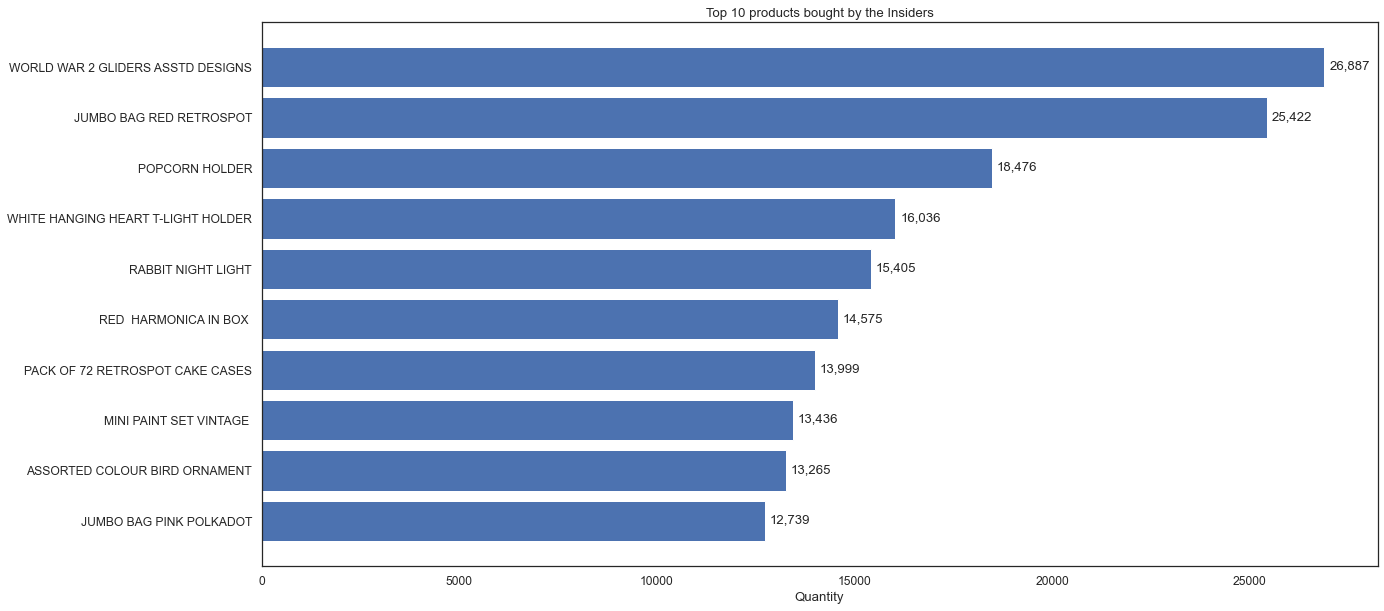 Top 10 products bought by the Insiders
WORLD WAR 2 GLIDERS ASSTD DESIGNS 26,887
JUMBO BAG RED RETROSPOT 25,422
POPCORN HOLDER 18,476
WHITE HANGING HEART T-LIGHT HOLDER 16,036
RABBIT NIGHT LIGHT 15,405
RED  HARMONICA IN BOX 14,575
PACK OF 72 RETROSPOT CAKE CASES 13,999
MINI PAINT SET VINTAGE 13,436
ASSORTED COLOUR BIRD ORNAMENT 13,265
JUMBO BAG PINK POLKADOT 12,739
0 5000 10000 15000 20000 25000
Quantity